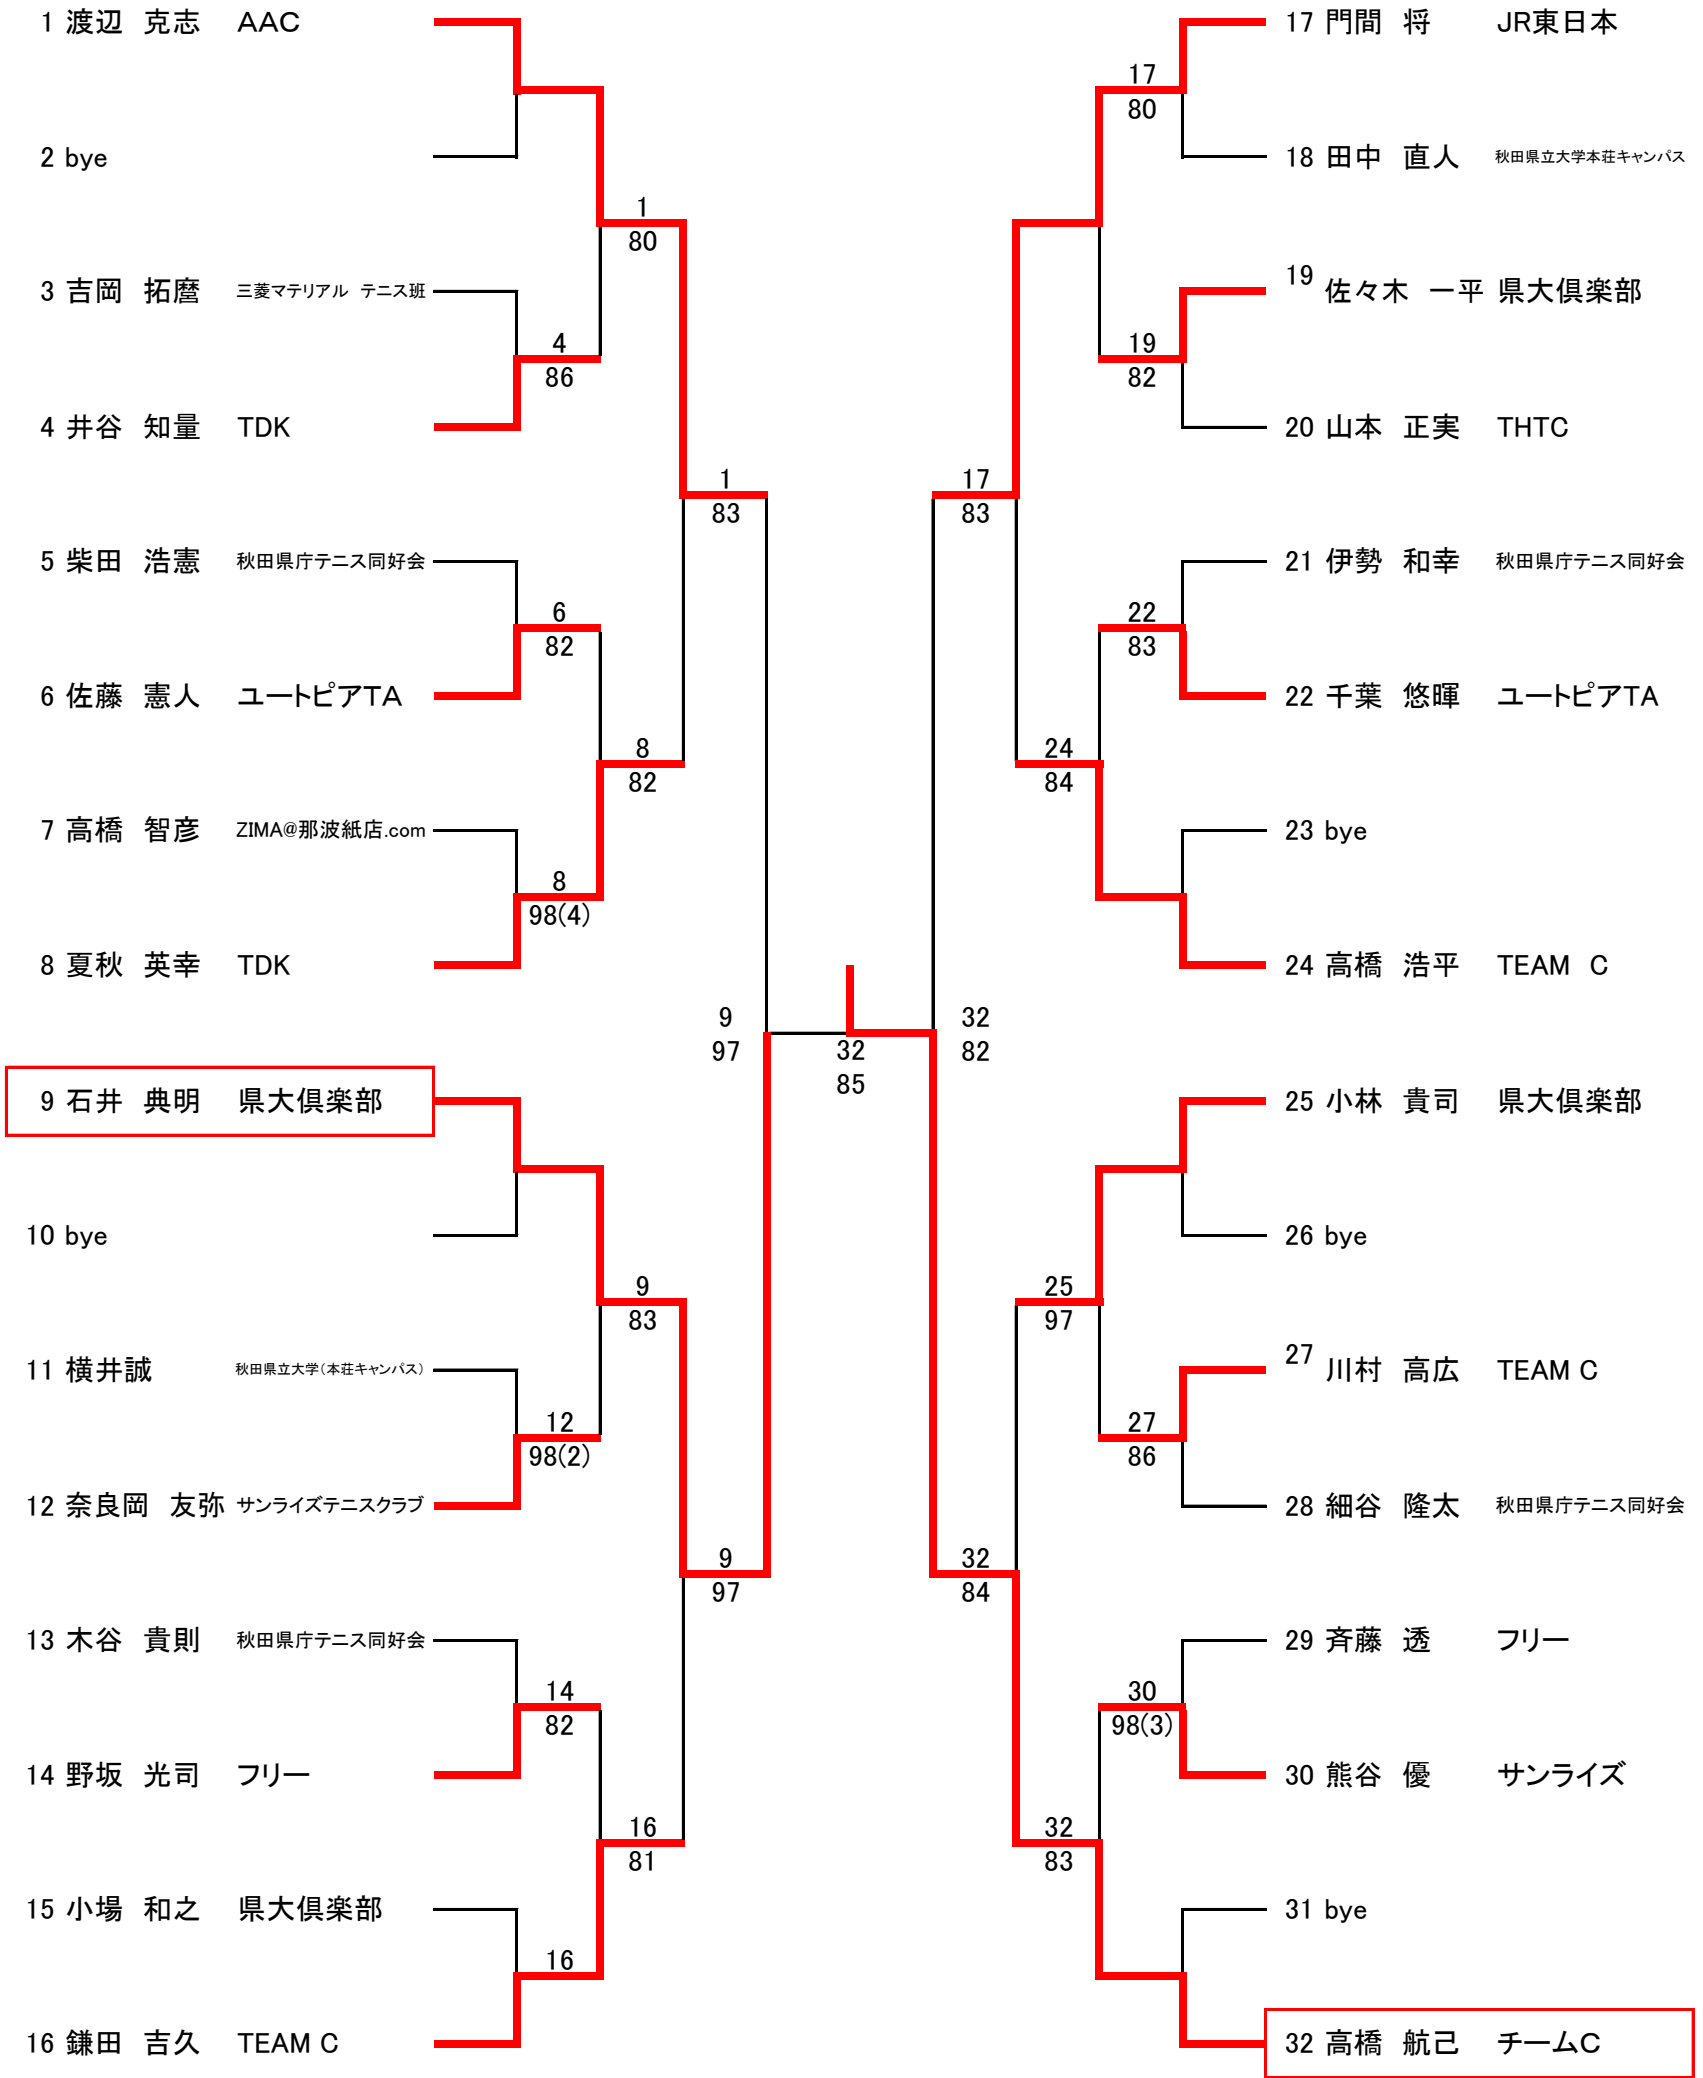 1 渡辺　克志　AAC
2 bye
1
80
3 吉岡　拓麿　三菱マテリアル　テニス班
4
86
4 井谷　知量　TDK
1
83
5 柴田　浩憲　秋田県庁テニス同好会
6
82
6 佐藤　憲人　ユートピアTA
8
82
7 高橋　智彦　ZIMA@那波紙店.com
8
98(4)
8 夏秋　英幸　TDK
9
97
9 石井　典明　県大倶楽部
10 bye
9
83
11 横井誠　秋田県立大学(本荘キャンパス)
12
98(2)
12 奈良岡　友弥　サンライズテニスクラブ
9
97
13 木谷　貴則　秋田県庁テニス同好会
14
82
14 野坂　光司　フリー
16
81
15 小場　和之　県大倶楽部
16
16 鎌田　吉久　TEAM C
32
85
17 門間　将　JR東日本
17
80
18 田中　直人　秋田県立大学本荘キャンパス
19 佐々木　一平　県大倶楽部
19
82
20 山本　正実　THTC
17
83
21 伊勢　和幸　秋田県庁テニス同好会
22
83
22 千葉　悠暉　ユートピアTA
24
84
23 bye
24 高橋　浩平　TEAM　C
32
82
25 小林　貴司　県大倶楽部
26 bye
25
97
27 川村　高広　TEAM C
27
86
28 細谷　隆太　秋田県庁テニス同好会
32
84
29 斉藤　透　フリー
30
98(3)
30 熊谷　優　サンライズ
32
83
31 bye
32 高橋　航己　チームC